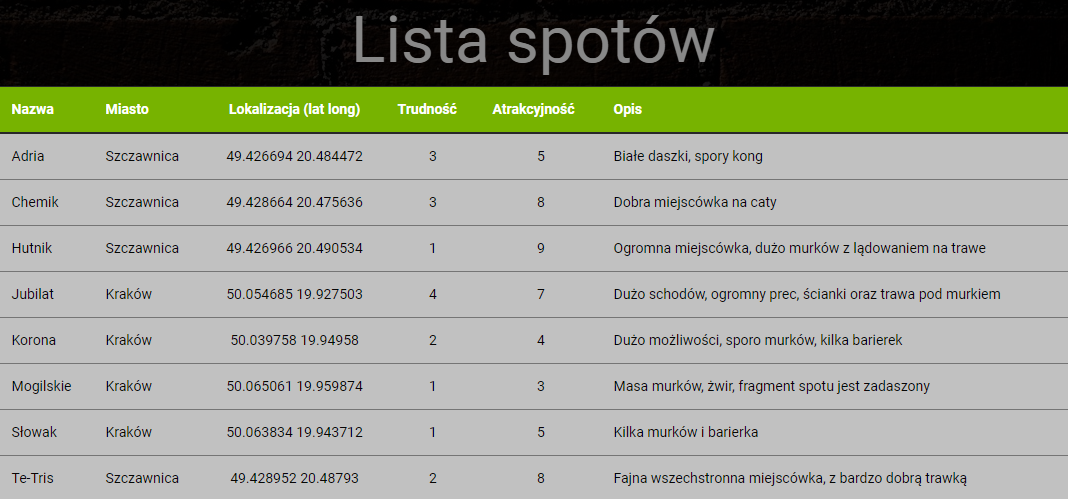 Lista spotów
Nazwa Miasto Lokalizacja (lat long) Trudność Atrakcyjność Opis
Adria Szczawnica 49.426694 20.484472 3 5 Białe daszki, spory kong
Chemik Szczawnica 49.428664 20.475636 3 8 Dobra miejscówka na caty
Hutnik Szczawnica 49.426966 20.490534 1 9 Ogromna miejscówka, dużo murków z lądowaniem na trawe
Jubilat Kraków 50.054685 19.927503 4 7 Dużo schodów, ogromny prec, ścianki oraz trawa pod murkiem
Korona Kraków 50.039758 19.94958 2 4 Dużo możliwości, sporo murków, kilka barierek
Mogilskie Kraków 50.065061 19.959874 1 3 Masa murków, żwir, fragment spotu jest zadaszony
Słowak Kraków 50.063834 19.943712 1 5 Kilka murków i barierka
Te-Tris Szczawnica 49.428952 20.48793 2 8 Fajna wszechstronna miejscówka, z bardzo dobrą trawką